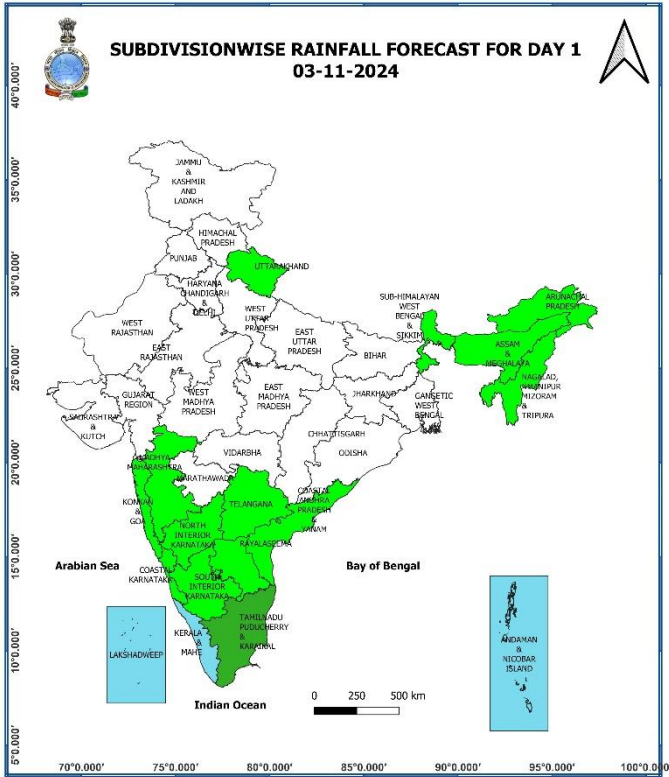 SUBDIVISIONWISE RAINFALL FORECAST FOR DAY 1
03-11-2024
40°0.000'
35°0.000'
30°0.000'
25°0.000'
20°0.000'
15°0.000'
10°0.000'
5°0.000'
JAMMU
&
KASHMIR
AND
LADAKH
HIMACHAL
PRADESH
PUNJAB
UTTARAKHAND
HARYANA
CHANDIGARH
&
DELHI
WEST
UTTAR
PRADESH
EAST
UTTAR
PRADESH
WEST
RAJASTHAN
EAST
RAJASTHAN
SUB-HIMALAYAN
WEST
BENGAL
&
SIKKIM
ARUNACHAL
PRADESH
ASSAM
&
MEGHALAYA
NAGALAD,
MIZORAM
&
TRIPURA
BIHAR
GUJARAT
REGION
SAURASHTRA
&
KUTCH
WEST
MADHYA
PRADESH
EAST
MADHYA
PRADESH
JHARKHAND
GANGETIC
WEST
BENGAL
CHHATTISGARH
ODISHA
VIDARBHA
MADHYA
MAHARASHTRA
MARATHAWADA
KONKAN
&
GOA
TELANGANA
COASTAL
ANDHRA
PRADESH
&
YANAM
NORTH
INTERIOR
KARNATAKA
RAYALASEEMA
COASTAL
KARNATAKA
SOUTH
INTERIOR
KARNATAKA
TAMILNADU
PUDUCHERRY
&
KARAIKAL
KERALA
&
MAHE
LAKSHADWEEP
ANDAMAN
&
NICOBAR
ISLAND
Arabian Sea
Bay of Bengal
Indian Ocean
0 250 500 km
70°0.000' 75°0.000' 80°0.000' 85°0.000' 90°0.000' 95°0.000' 100°0.000'